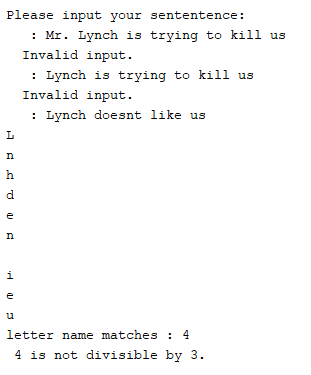 Please input your sententence:
: Mr. Lynch is trying to kill us
Invalid input.
: Lynch is trying to kill us
Invalid input.
: Lynch doesnt like us
L
n
h
d
e
n
i
e
u
letter name matches : 4
4 is not divisible by 3.